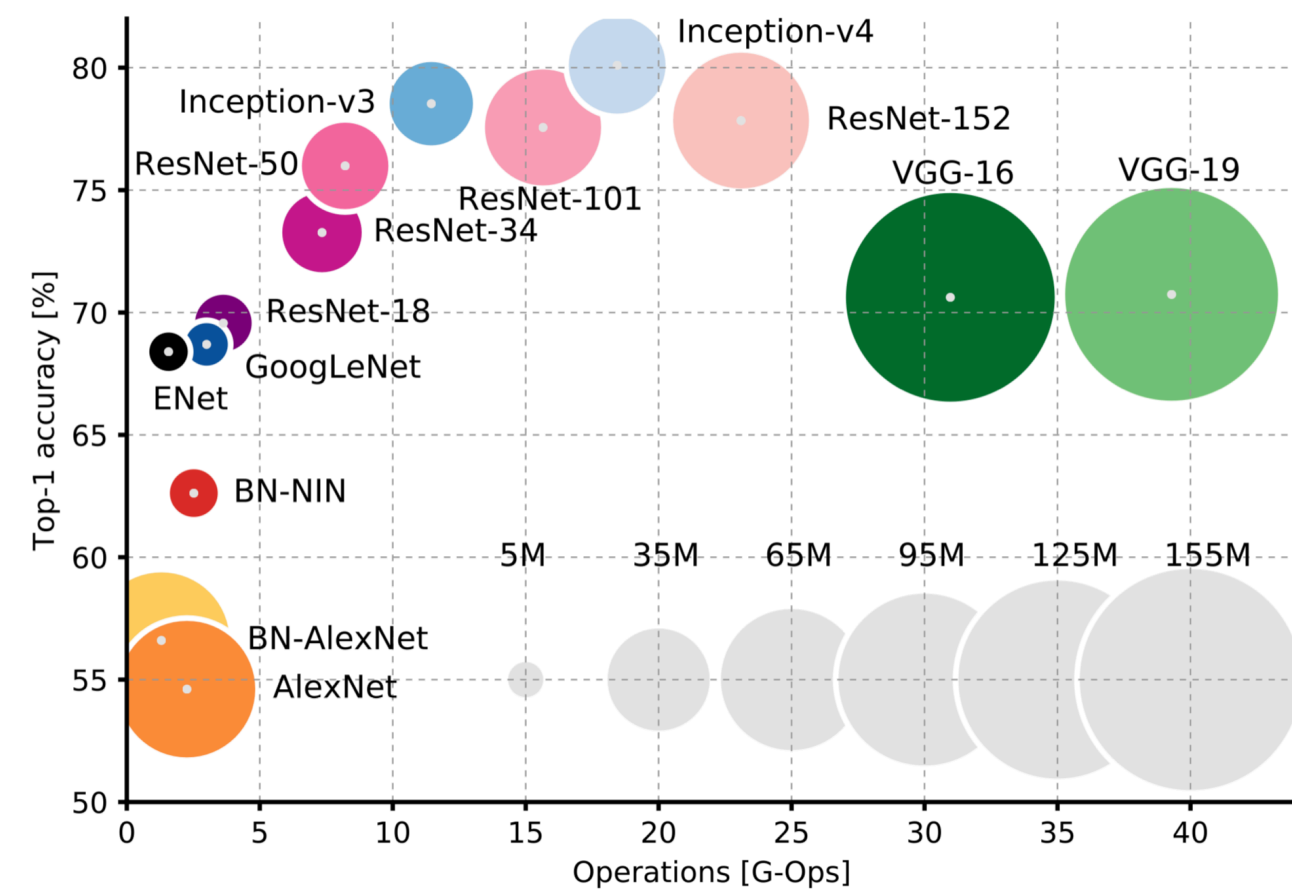 Inception-v4
80
Inception-v3
ResNet-152
ResNet-50
VGG-16
VGG-19
75
ResNet-101
ResNet-34
70
ResNet-18
GoogLeNet
ENet
65
BN-NIN
60
5M 35M 65M 95M 125M 155M
BN-AlexNet
55
AlexNet
50
0 5 10 15 20 25 30 35 40
Operations [G-Ops]
Top-1 accuracy [%]